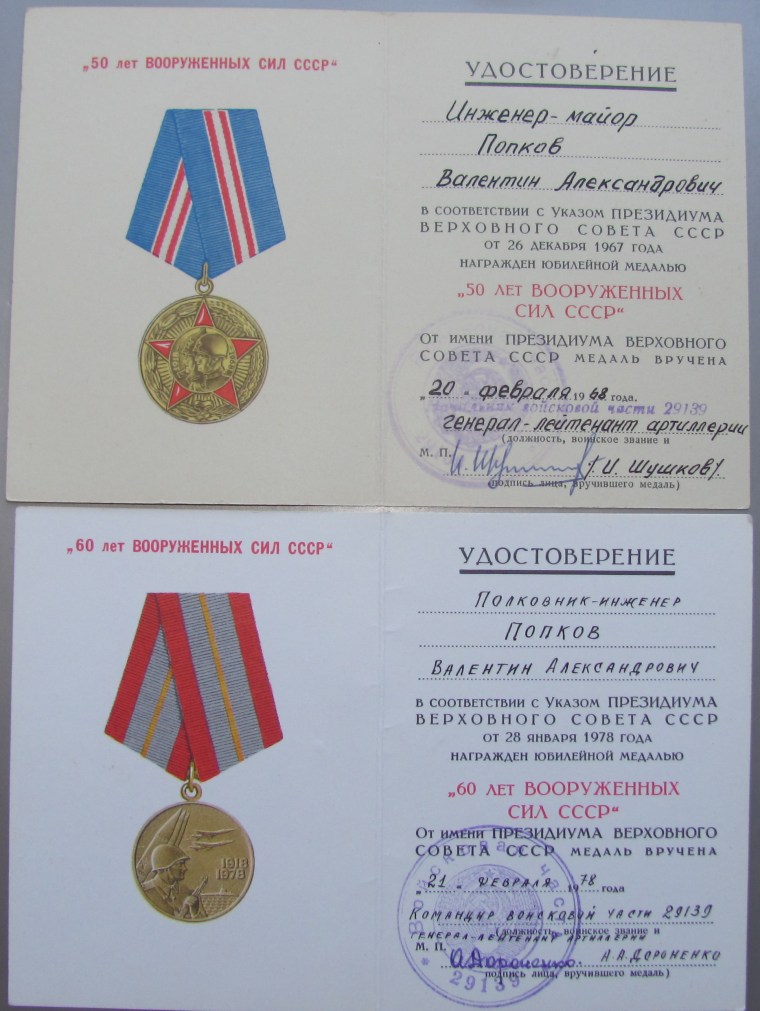 „50 лет ВООРУЖЕННЫХ СИЛ СССР“
УДОСТОВЕРЕНИЕ
Инженер-майор
Попков
Валентин Александрович
В СООТВЕТСТВИИ С УКАЗОМ ПРЕЗИДИУМА
ВЕРХОВНОГО СОВЕТА СССР
ОТ 26 ДЕКАБРЯ 1967 ГОДА
НАГРАЖДЕН ЮБИЛЕЙНОЙ МЕДАЛЬЮ
„50 ЛЕТ ВООРУЖЕННЫХ
СИЛ СССР“
ОТ ИМЕНИ ПРЕЗИДИУМА ВЕРХОВНОГО
СОВЕТА СССР МЕДАЛЬ ВРУЧЕНА
„20 „ февраля 1968 года.
начальник войсковой части 29139
генерал-лейтенант артиллерии
(должность, воинское звание и
М. П. /И. Шушков/.
(подпись лица, вручившего медаль)
„60 лет ВООРУЖЕННЫХ СИЛ СССР“
УДОСТОВЕРЕНИЕ
ПОЛКОВНИК-ИНЖЕНЕР
ПОПКОВ
ВАЛЕНТИН АЛЕКСАНДРОВИЧ
В СООТВЕТСТВИИ С УКАЗОМ ПРЕЗИДИУМА
ВЕРХОВНОГО СОВЕТА СССР
ОТ 28 ЯНВАРЯ 1978 ГОДА
НАГРАЖДЕН ЮБИЛЕЙНОЙ МЕДАЛЬЮ
„60 ЛЕТ ВООРУЖЕННЫХ
СИЛ СССР“
1918
1978
ОТ ИМЕНИ ПРЕЗИДИУМА ВЕРХОВНОГО
СОВЕТА СССР МЕДАЛЬ ВРУЧЕНА
„21 „ ФЕВРАЛЯ 1978 года
КОМАНДИР ВОИСКОВОЙ ЧАСТИ 29139
(должность, воинское звание и
ГЕНЕРАЛ-ЛЕЙТЕНАНТ АРТИЛЛЕРИИ
М. П. А.Дороненко. А.А.ДОРОНЕНКО
подпись лица, вручившего медаль)
Войсковая часть
29139